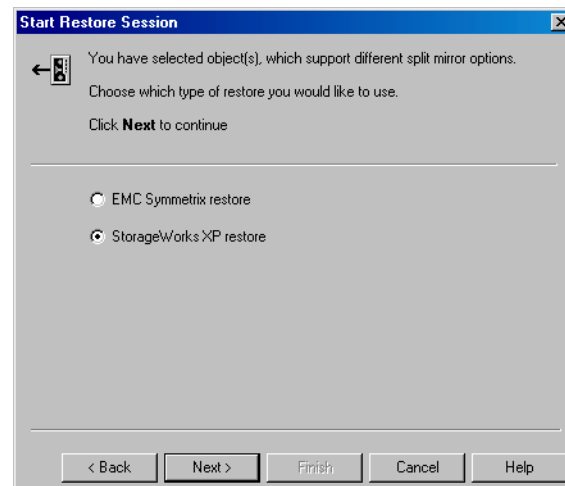 Start Restore Session
You have selected object(s), which support different split mirror options.
Choose which type of restore you would like to use.
Click Next to continue
EMC Symmetrix restore
StorageWorks XP restore
< Back
Next >
Finish
Cancel
Help